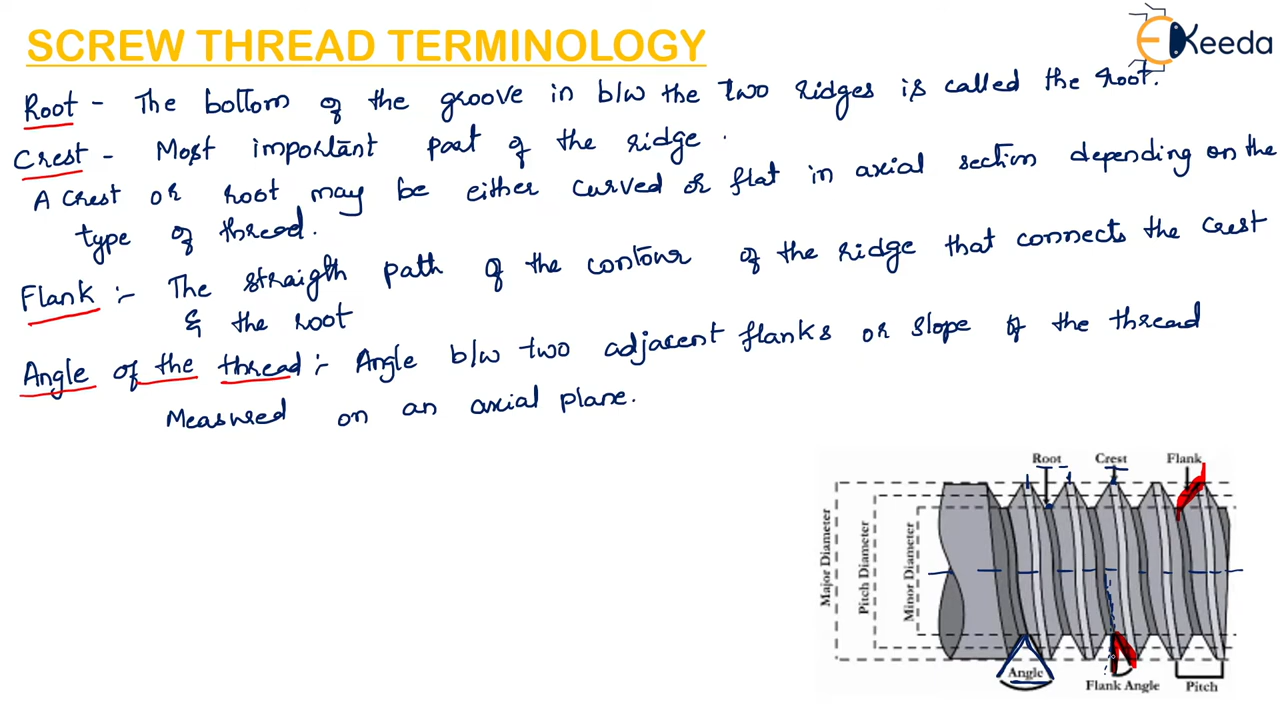 SCREW THREAD TERMINOLOGY
EKeeda
Root - The bottom of the groove in b/w the two ridges is called the root.
Crest - Most important part of the ridge.
A crest or root may be either curved or flat in axial section depending on the
type of thread.
Flank :- The straigth path of the contour of the ridge that connects the crest
& the root
Angle of the thread :- Angle b/w two adjacent flanks or slope of the thread
Measured on an axial plane.
Root Crest Flank
Major Diameter
Pitch Diameter
Minor Diameter
Angle
Flank Angle
Pitch